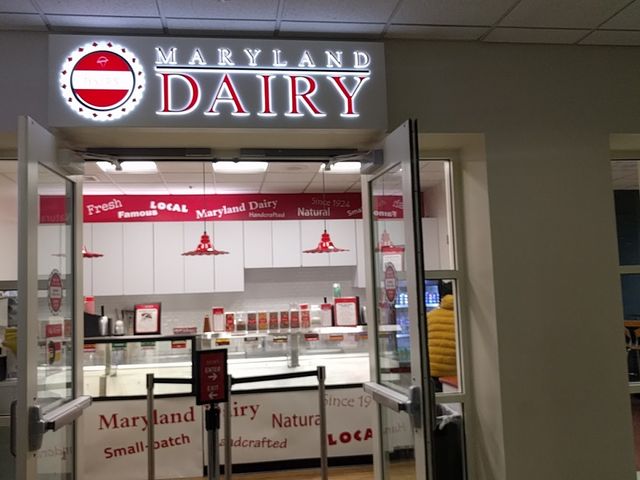 MARYLAND
DAIRY
Fresh
Famous
LOCAL
Maryland Dairy
Handcrafted
Since 1924
Natural
ENTER
EXIT
Maryland Dairy
Small-batch
Handcrafted
Natural
Since 19
LOCA